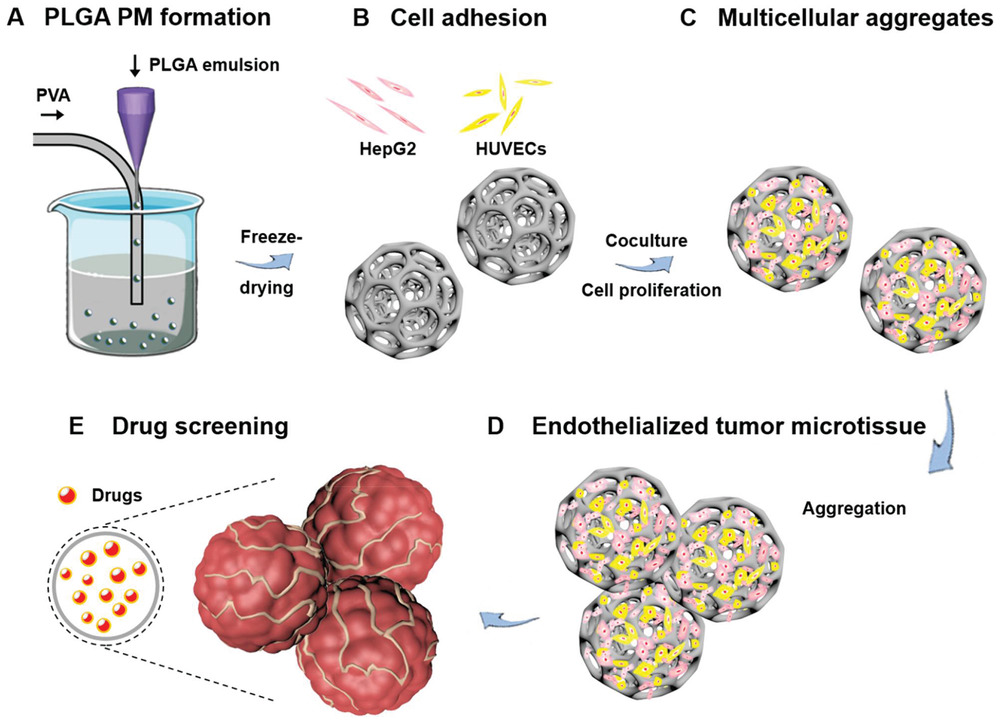 A PLGA PM formation
PLGA emulsion
PVA
Freeze-
drying
B Cell adhesion
HepG2
HUVECs
Coculture
Cell proliferation
C Multicellular aggregates
D Endothelialized tumor microtissue
Aggregation
E Drug screening
Drugs